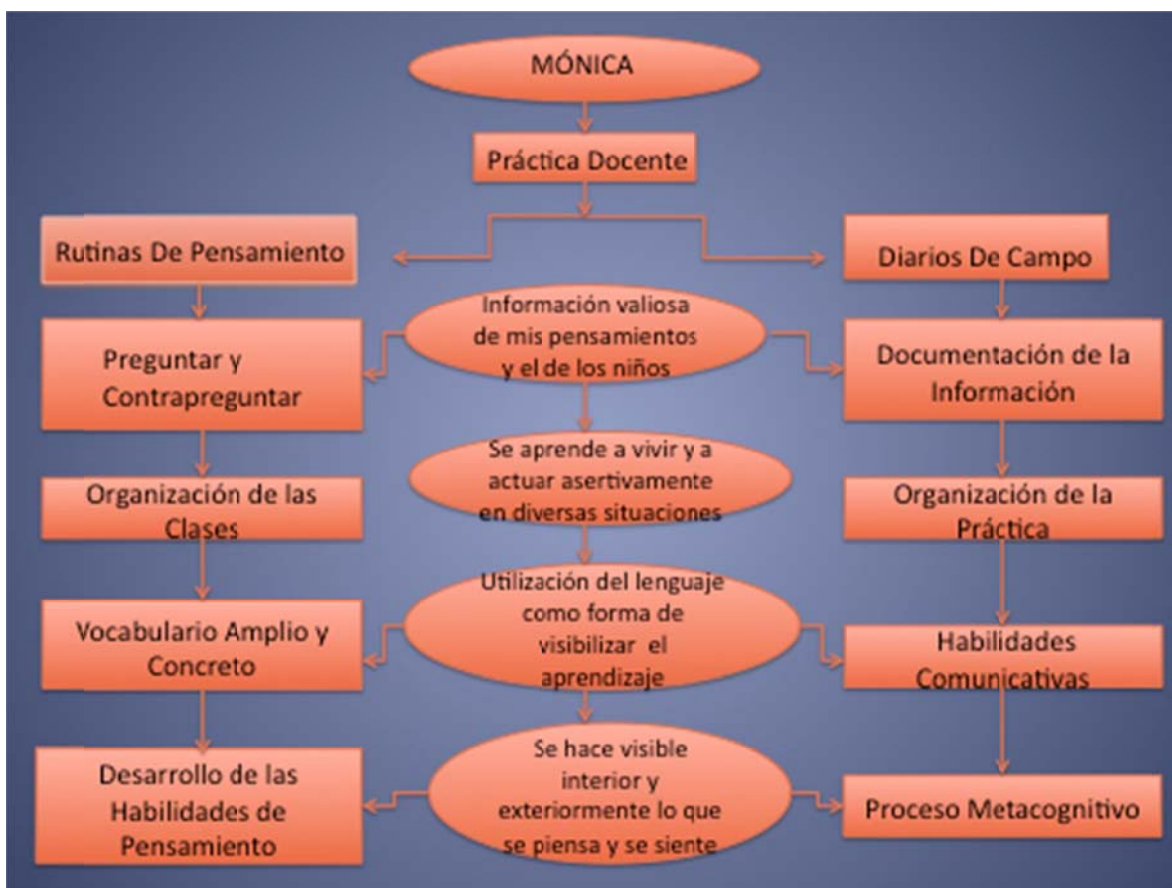 MÓNICA
Práctica Docente
Rutinas De Pensamiento
Diarios De Campo
Información valiosa
de mis pensamientos
y el de los niños
Preguntar y
Contrapreguntar
Documentación de la
Información
Se aprende a vivir y a
actuar asertivamente
en diversas situaciones
Organización de las
Clases
Organización de la
Práctica
Utilización del lenguaje
como forma de
visibilizar el
aprendizaje
Vocabulario Amplio y
Concreto
Habilidades
Comunicativas
Se hace visible
interior y
exteriormente lo que
se piensa y se siente
Desarrollo de las
Habilidades de
Pensamiento
Proceso Metacognitivo